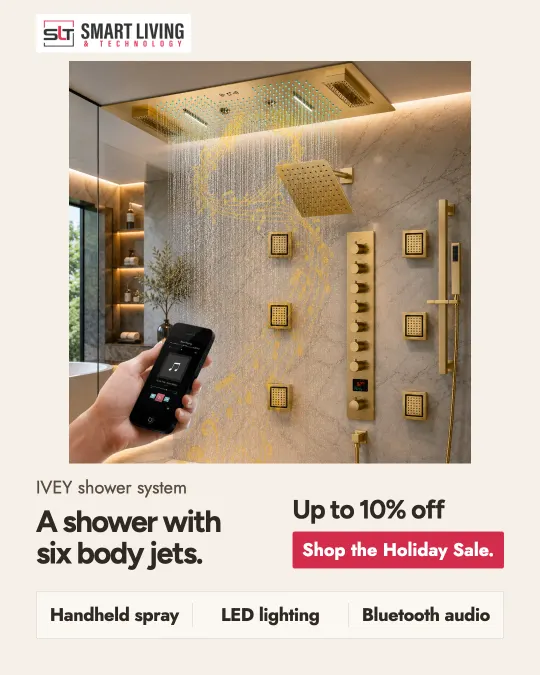 SLT SMART LIVING
& TECHNOLOGY
IVEY shower system
A shower with
six body jets.
Up to 10% off
Shop the Holiday Sale.
Handheld spray
LED lighting
Bluetooth audio